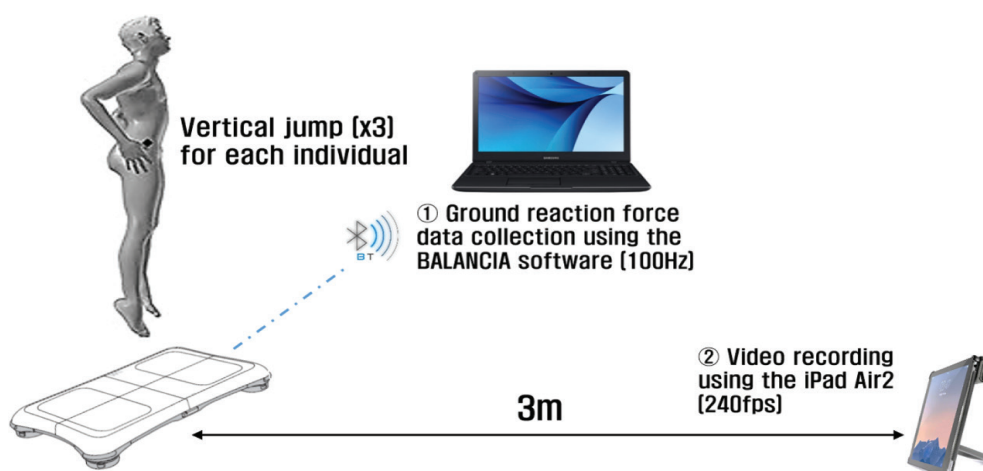 Vertical jump (x3)
for each individual
BT
① Ground reaction force
data collection using the
BALANCIA software (100Hz)
② Video recording
using the iPad Air2
(240fps)
3m